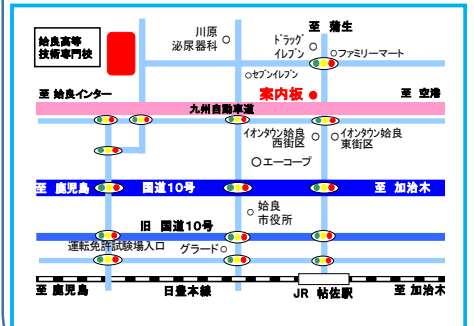 至 蒲生
川原
泌尿器科
ドラッグ
イレブン
ファミリーマート
姶良高等
技術専門校
セブンイレブン
案内板
至 姶良インター
至 空港
九州自動車道
イオンタウン姶良
西街区
イオンタウン姶良
東街区
エーコープ
至 鹿児島
国道10号
至 加治木
姶良
市役所
旧 国道10号
運転免許試験場入口
グラード
至 鹿児島
日豊本線
JR 帖佐駅
至 加治木